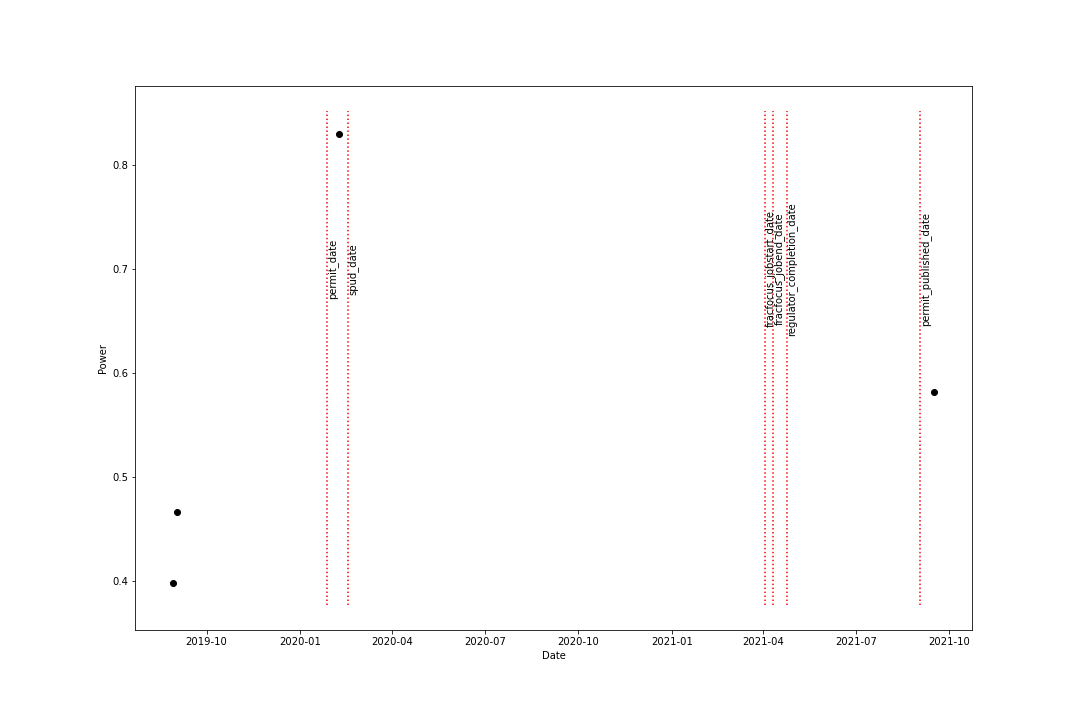 0.8
0.7
0.6
0.5
0.4
Power
permit_date
spud_date
fracfocus_jobstart_date
fracfocus_jobend_date
regulator_completion_date
permit_published_date
2019-10
2020-01
2020-04
2020-07
2020-10
2021-01
2021-04
2021-07
2021-10
Date